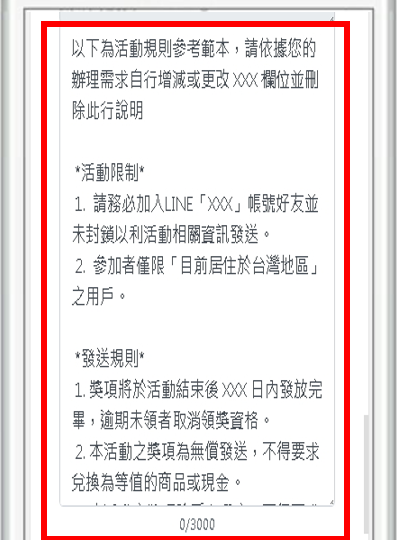 以下為活動規則參考範本，請依據您的
辦理需求自行增減或更改 XXX 欄位並刪
除此行說明
*活動限制*
1. 請務必加入LINE「XXX」帳號好友並
未封鎖以利活動相關資訊發送。
2. 參加者僅限「目前居住於台灣地區」
之用戶。
*發送規則*
1. 獎項將於活動結束後 XXX 日內發放完
畢，逾期未領者取消領獎資格。
2. 本活動之獎項為無償發送，不得要求
兌換為等值的商品或現金。
0/3000